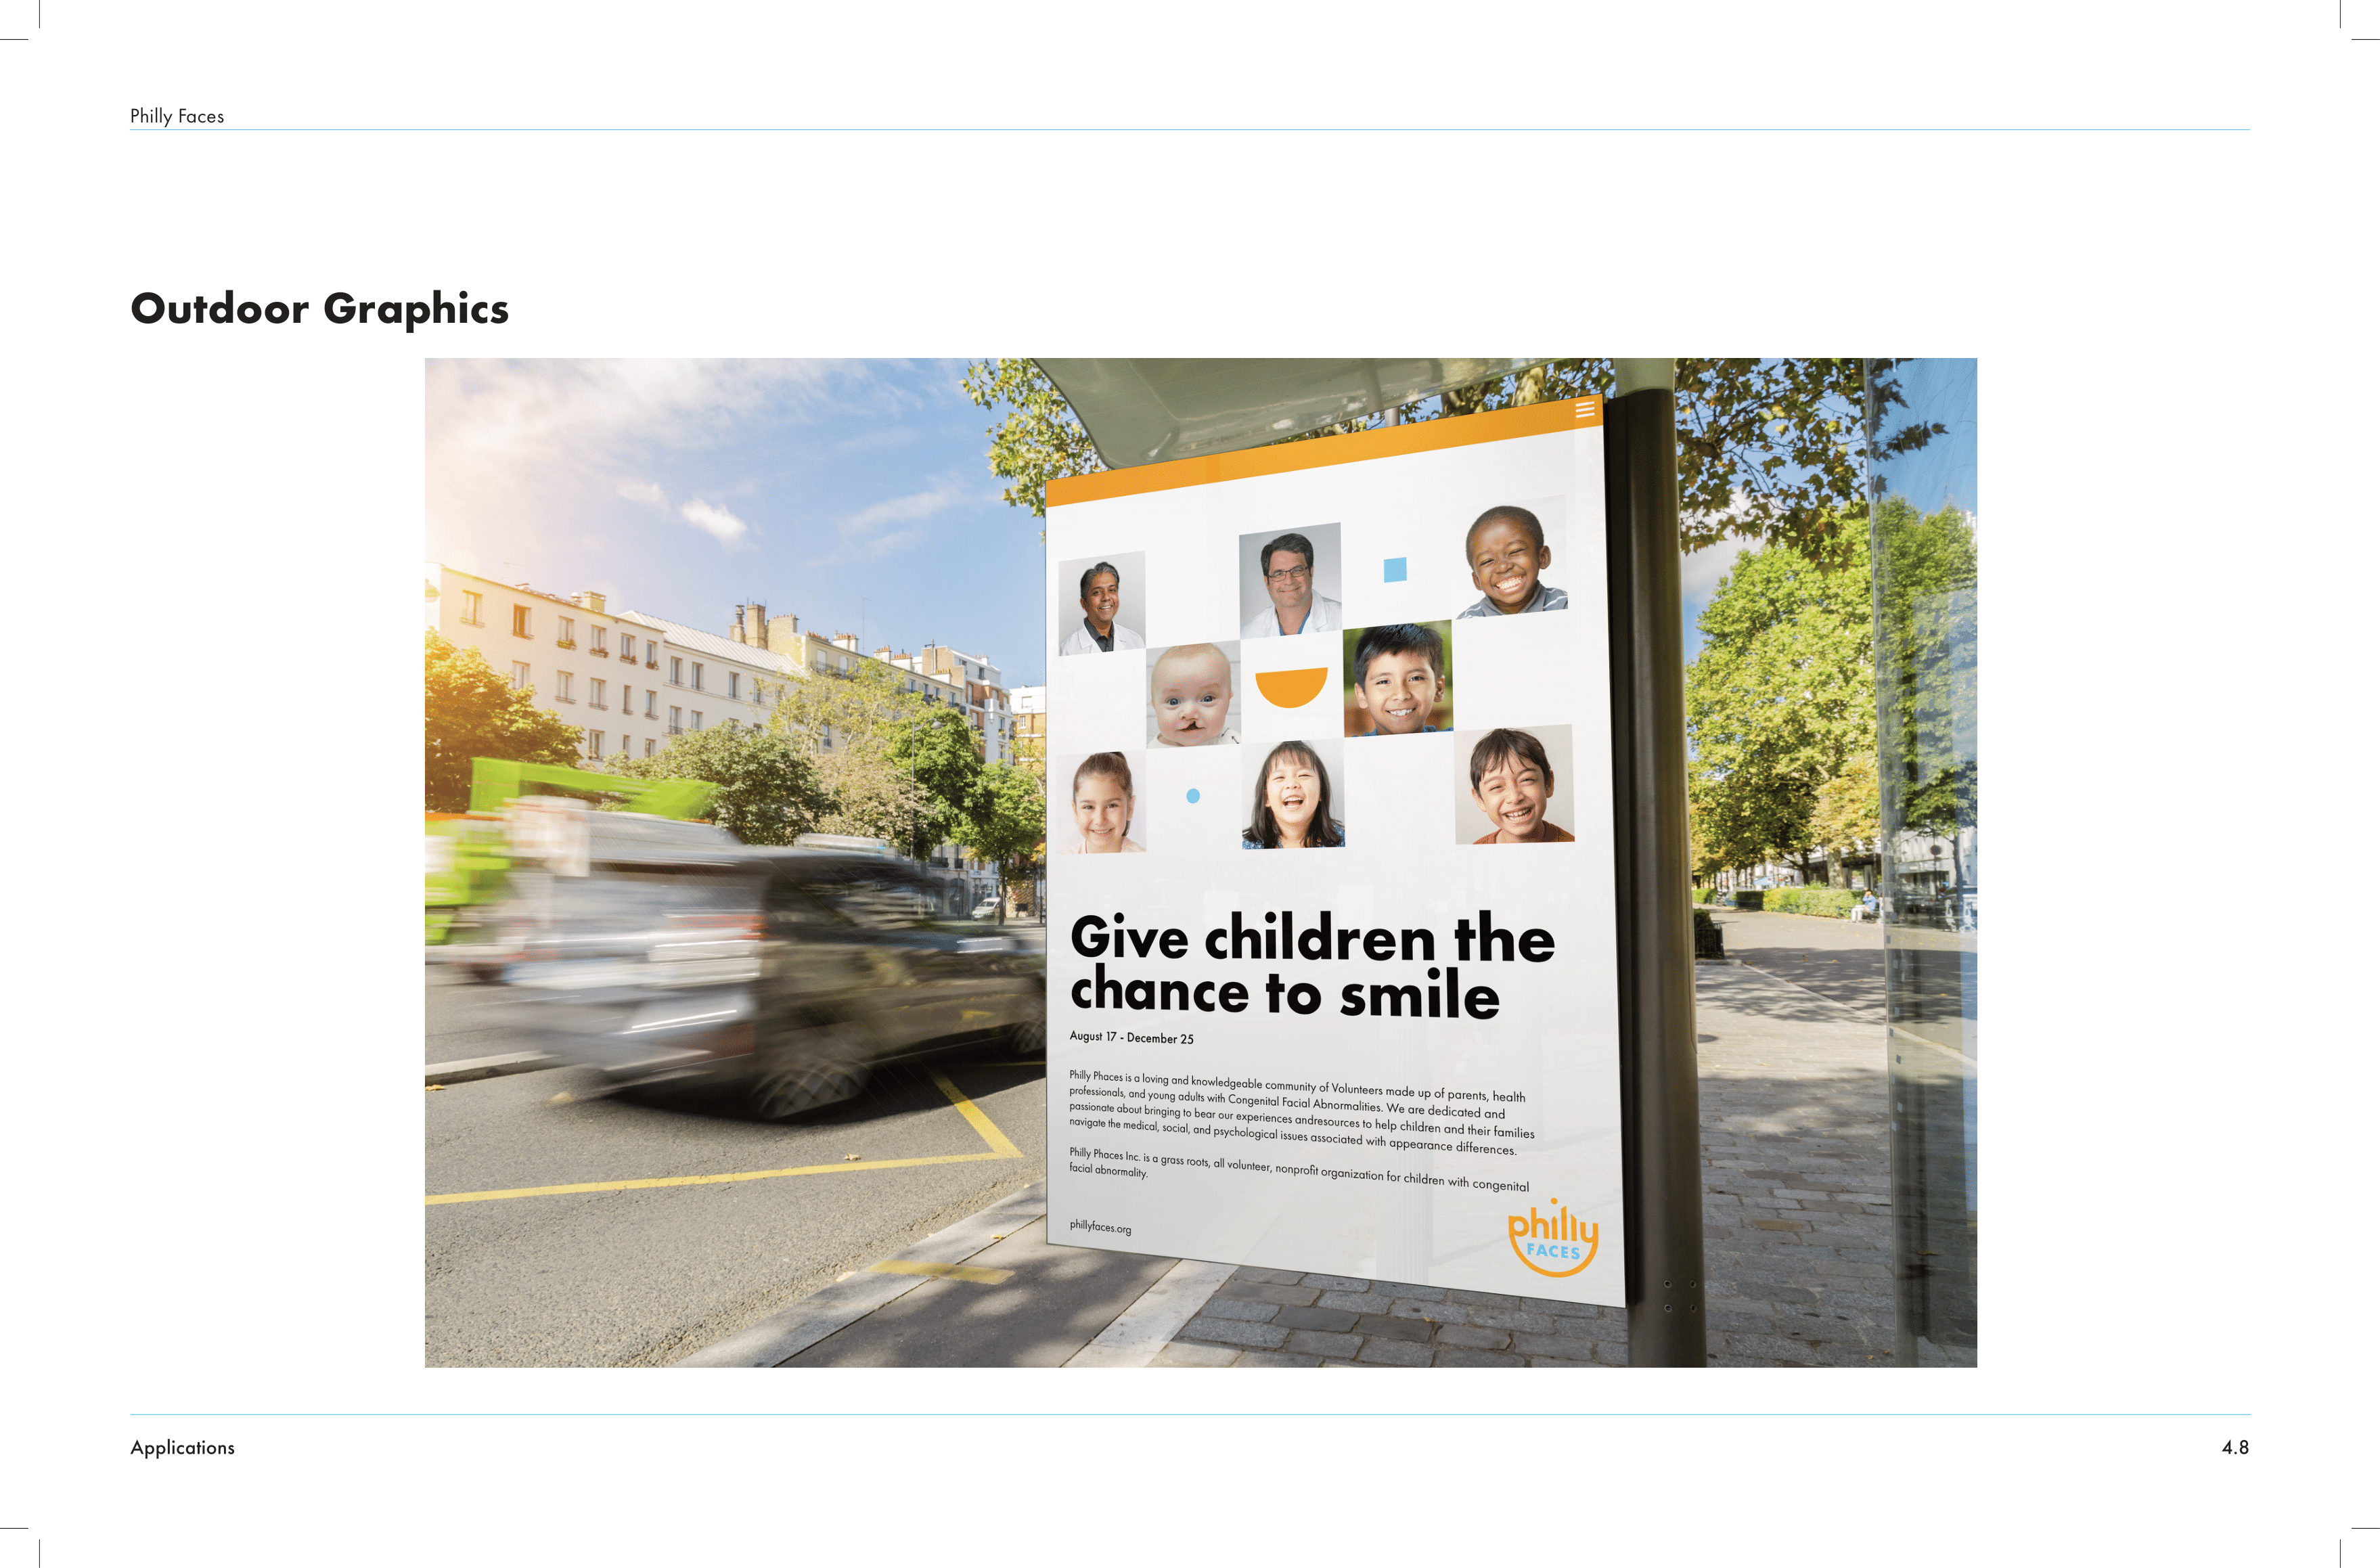 Philly Faces
Outdoor Graphics
Give children the
chance to smile
August 17 - December 25
Philly Phaces is a loving and knowledgeable community of Volunteers made up of parents, health
professionals, and young adults with Congenital Facial Abnormalities. We are dedicated and
passionate about bringing to bear our experiences andresources to help children and their families
navigate the medical, social, and psychological issues associated with appearance differences.
Philly Phaces Inc. is a grass roots, all volunteer, nonprofit organization for children with congenital
facial abnormality.
phillyfaces.org
philly
FACES
Applications
4.8